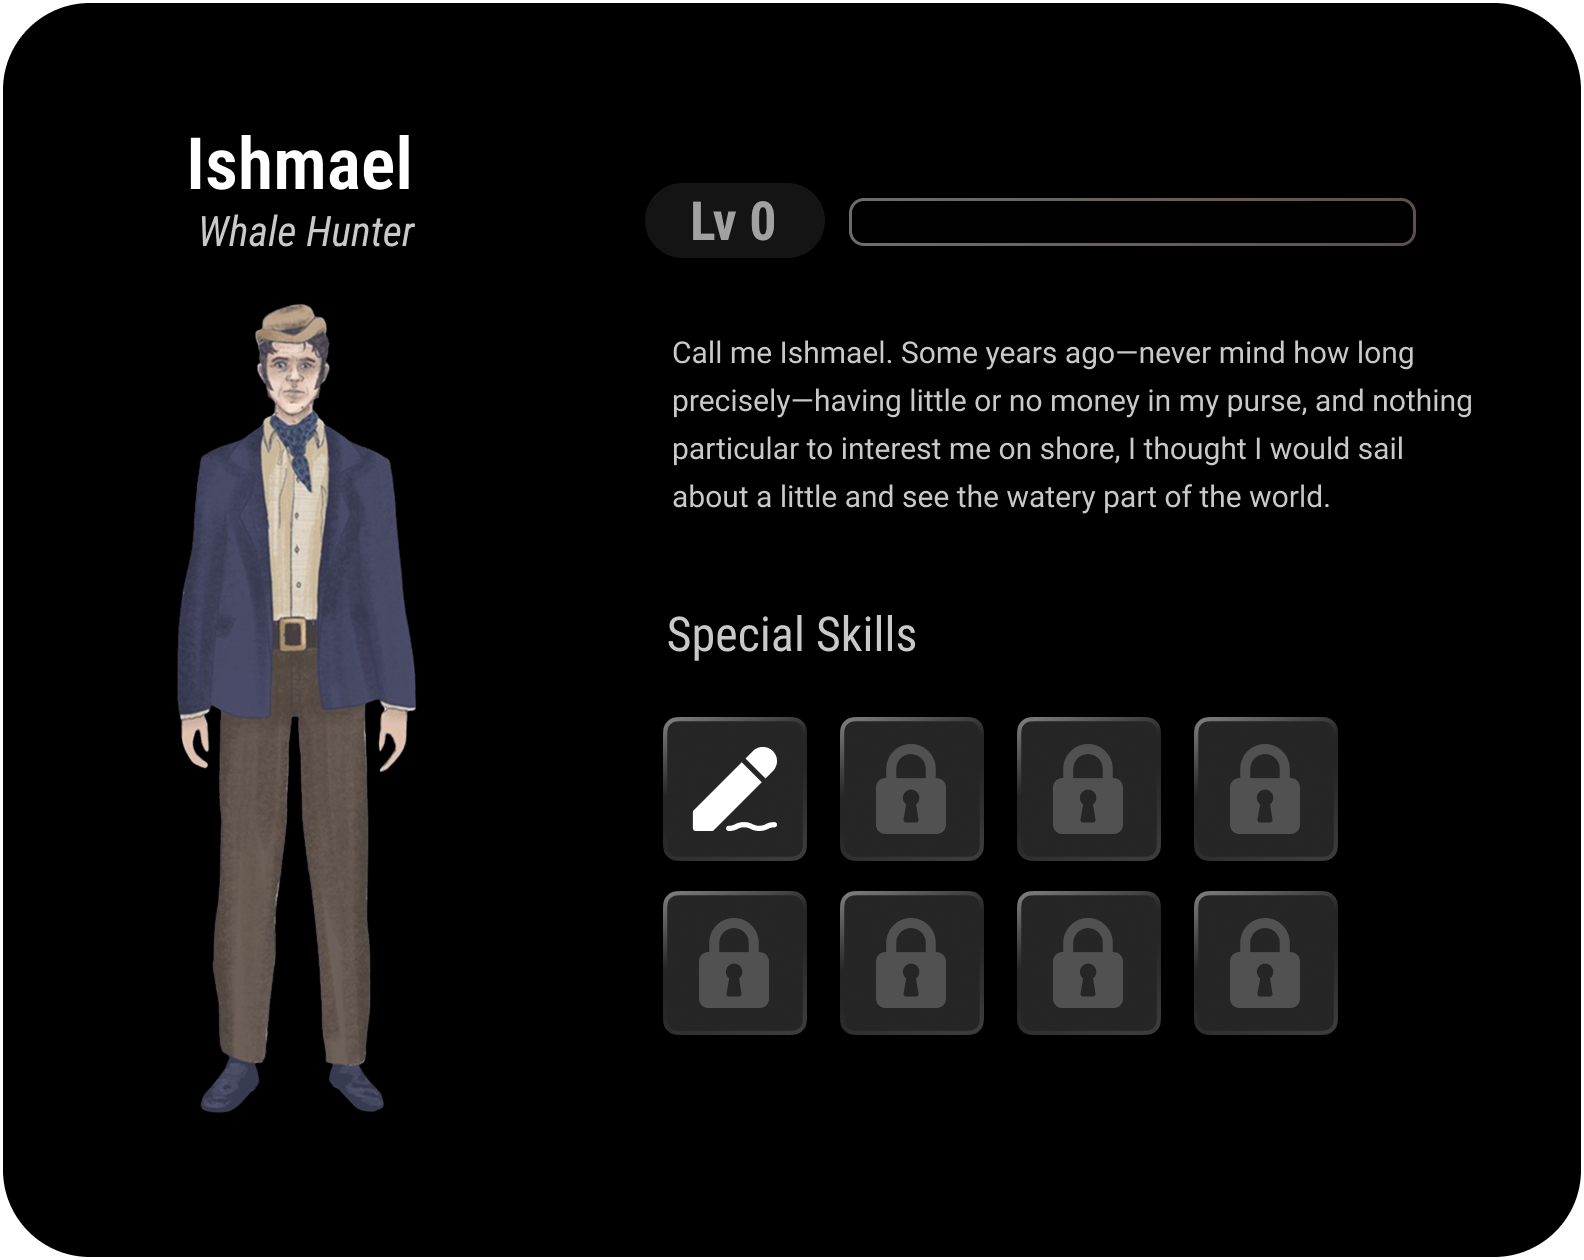 Ishmael
Whale Hunter
Lv 0
Call me Ishmael. Some years ago—never mind how long
precisely—having little or no money in my purse, and nothing
particular to interest me on shore, I thought I would sail
about a little and see the watery part of the world.
Special Skills